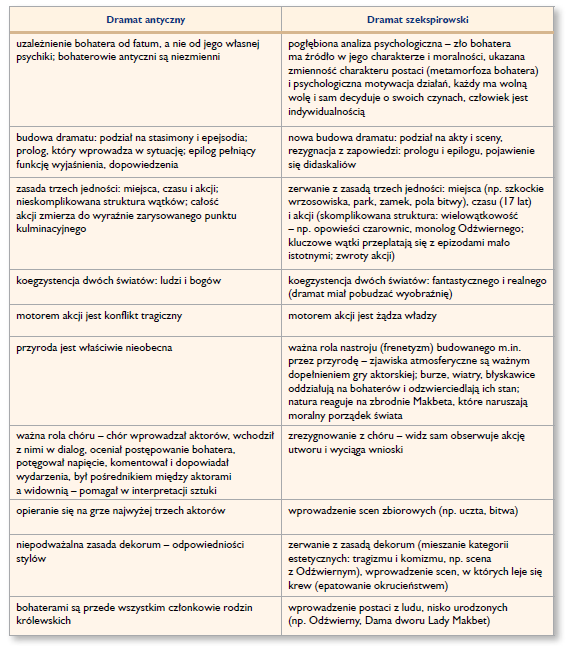 Dramat antyczny
Dramat szekspirowski
uzależnienie bohatera od fatum, a nie od jego własnej
psychiki; bohaterowie antyczni są niezmienni
pogłębiona analiza psychologiczna – zło bohatera
ma źródło w jego charakterze i moralności, ukazana
zmienność charakteru postaci (metamorfoza bohatera)
i psychologiczna motywacja działań, każdy ma wolną
wolę i sam decyduje o swoich czynach, człowiek jest
indywidualnością
budowa dramatu: podział na stasimony i epejsodia;
prolog, który wprowadza w sytuację; epilog pełniący
funkcję wyjaśnienia, dopowiedzenia
nowa budowa dramatu: podział na akty i sceny,
rezygnacja z zapowiedzi: prologu i epilogu, pojawienie
się didaskaliów
zasada trzech jedności: miejsca, czasu i akcji;
nieskomplikowana struktura wątków; całość
akcji zmierza do wyraźnie zarysowanego punktu
kulminacyjnego
zerwanie z zasadą trzech jedności: miejsca (np. szkockie
wrzosowiska, park, zamek, pola bitwy), czasu (17 lat)
i akcji (skomplikowana struktura: wielowątkowość
– np. opowieści czarownic, monolog Odźwiernego;
kluczowe wątki przeplatają się z epizodami mało
istotnymi; zwroty akcji)
koegzystencja dwóch światów: ludzi i bogów
koegzystencja dwóch światów: fantastycznego i realnego
(dramat miał pobudzać wyobraźnię)
motorem akcji jest konflikt tragiczny
motorem akcji jest żądza władzy
przyroda jest właściwie nieobecna
ważna rola nastroju (frenetyzm) budowanego m.in.
przez przyrodę – zjawiska atmosferyczne są ważnym
dopełnieniem gry aktorskiej; burze, wiatry, błyskawice
oddziałują na bohaterów i odzwierciedlają ich stan;
natura reaguje na zbrodnie Makbeta, które naruszają
moralny porządek świata
ważna rola chóru – chór wprowadzał aktorów, wchodził
z nimi w dialog, oceniał postępowanie bohatera,
potęgował napięcie, komentował i dopowiadał
wydarzenia, był pośrednikiem między aktorami
a widownią – pomagał w interpretacji sztuki
zrezygnowanie z chóru – widz sam obserwuje akcję
utworu i wyciąga wnioski
opieranie się na grze najwyżej trzech aktorów
wprowadzenie scen zbiorowych (np. uczta, bitwa)
niepodważalna zasada dekorum – odpowiedniości
stylów
zerwanie z zasadą dekorum (mieszanie kategorii
estetycznych: tragizmu i komizmu, np. scena
z Odźwiernym), wprowadzenie scen, w których leje się
krew (epatowanie okrucieństwem)
bohaterami są przede wszystkim członkowie rodzin
królewskich
wprowadzenie postaci z ludu, nisko urodzonych
(np. Odźwierny, Dama dworu Lady Makbet)